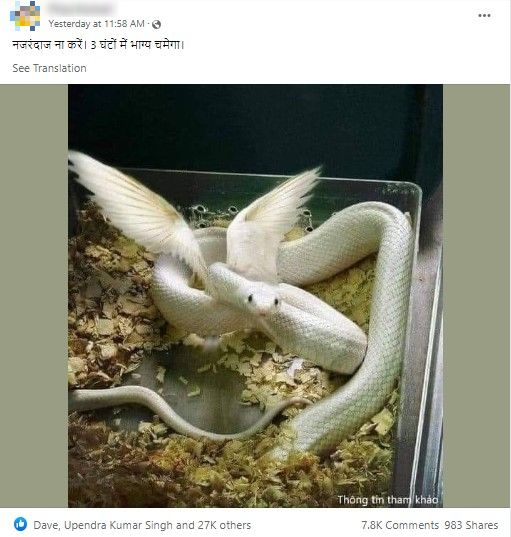 Yesterday at 11:58 AM ·
नजरंदाज ना करें। 3 घंटों में भाग्य चमेगा।
See Translation
Thông tin tham khảo
Dave, Upendra Kumar Singh and 27K others
7.8K Comments 983 Shares